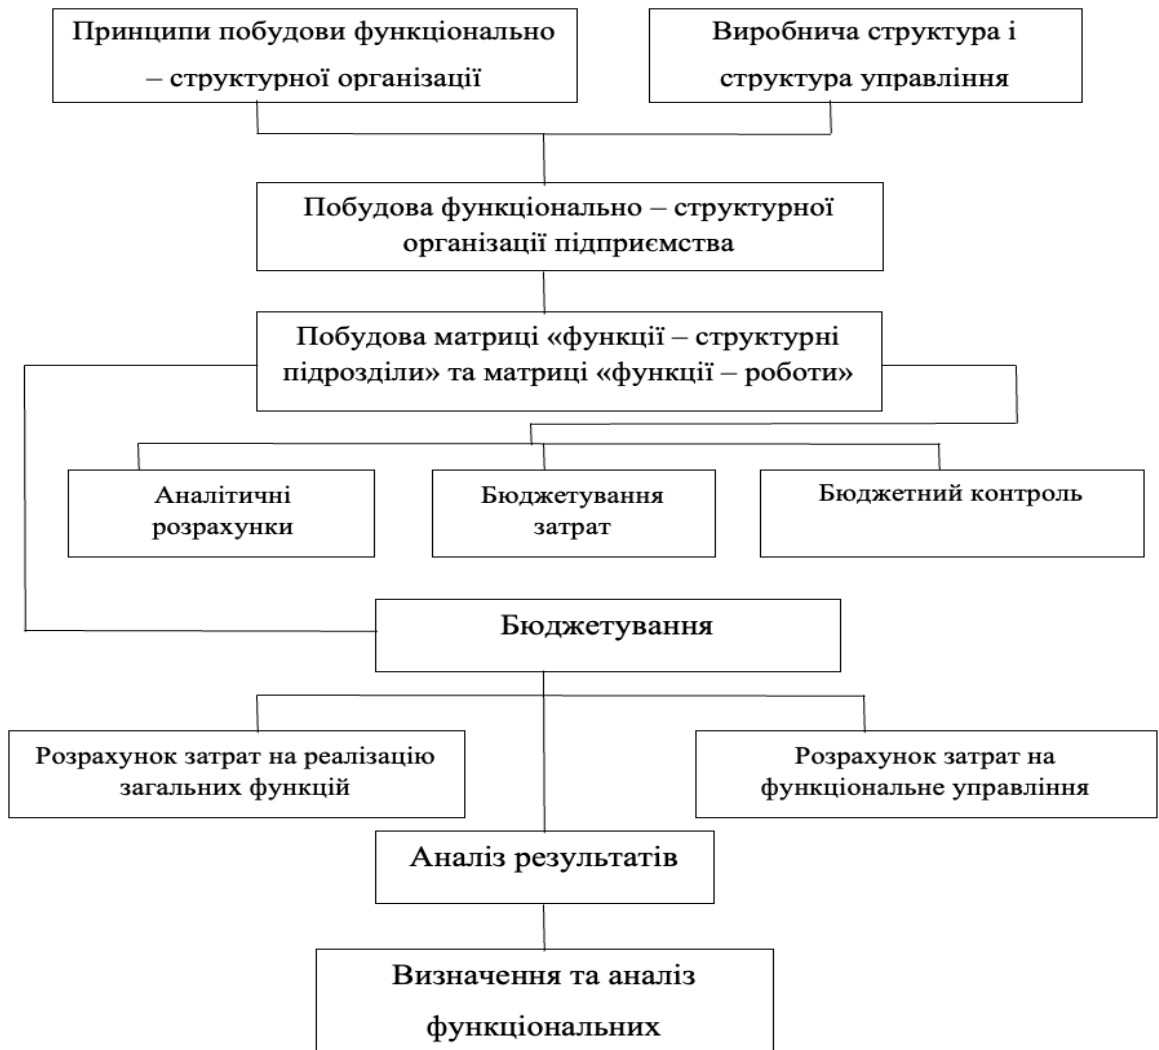 Принципи побудови функціонально
– структурної організації
Виробнича структура і
структура управління
Побудова функціонально – структурної
організації підприємства
Побудова матриці «функції – структурні
підрозділи» та матриці «функції – роботи»
Аналітичні
розрахунки
Бюджетування
затрат
Бюджетний контроль
Бюджетування
Розрахунок затрат на реалізацію
загальних функцій
Розрахунок затрат на
функціональне управління
Аналіз результатів
Визначення та аналіз
функціональних